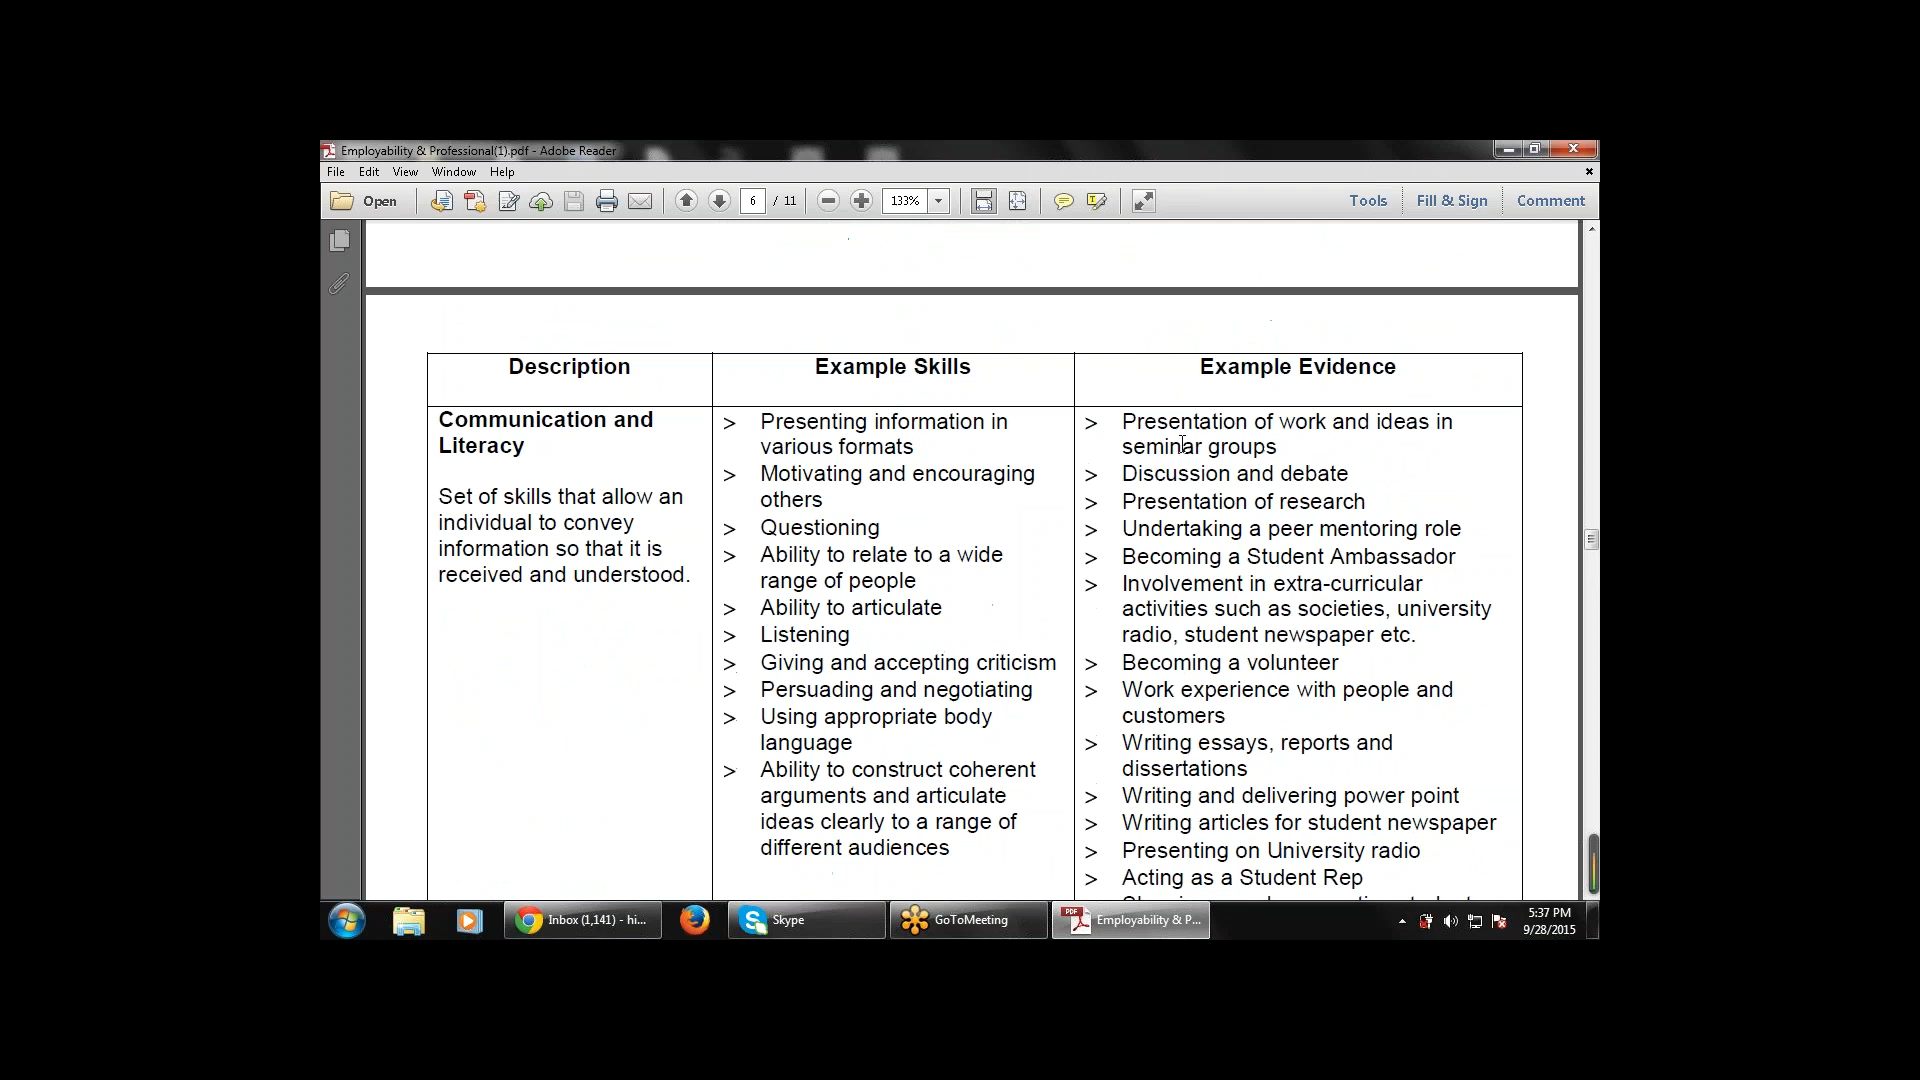 Employability & Professional(1).pdf - Adobe Reader
File Edit View Window Help
Open 6 / 11 133% Tools Fill & Sign Comment
Description Example Skills Example Evidence
Communication and
Literacy
Set of skills that allow an
individual to convey
information so that it is
received and understood.
> Presenting information in
various formats
> Motivating and encouraging
others
> Questioning
> Ability to relate to a wide
range of people
> Ability to articulate
> Listening
> Giving and accepting criticism
> Persuading and negotiating
> Using appropriate body
language
> Ability to construct coherent
arguments and articulate
ideas clearly to a range of
different audiences
> Presentation of work and ideas in
seminar groups
> Discussion and debate
> Presentation of research
> Undertaking a peer mentoring role
> Becoming a Student Ambassador
> Involvement in extra-curricular
activities such as societies, university
radio, student newspaper etc.
> Becoming a volunteer
> Work experience with people and
customers
> Writing essays, reports and
dissertations
> Writing and delivering power point
> Writing articles for student newspaper
> Presenting on University radio
> Acting as a Student Rep
Inbox (1,141) - hi... Skype GoToMeeting PDF Employability & P... 5:37 PM
9/28/2015